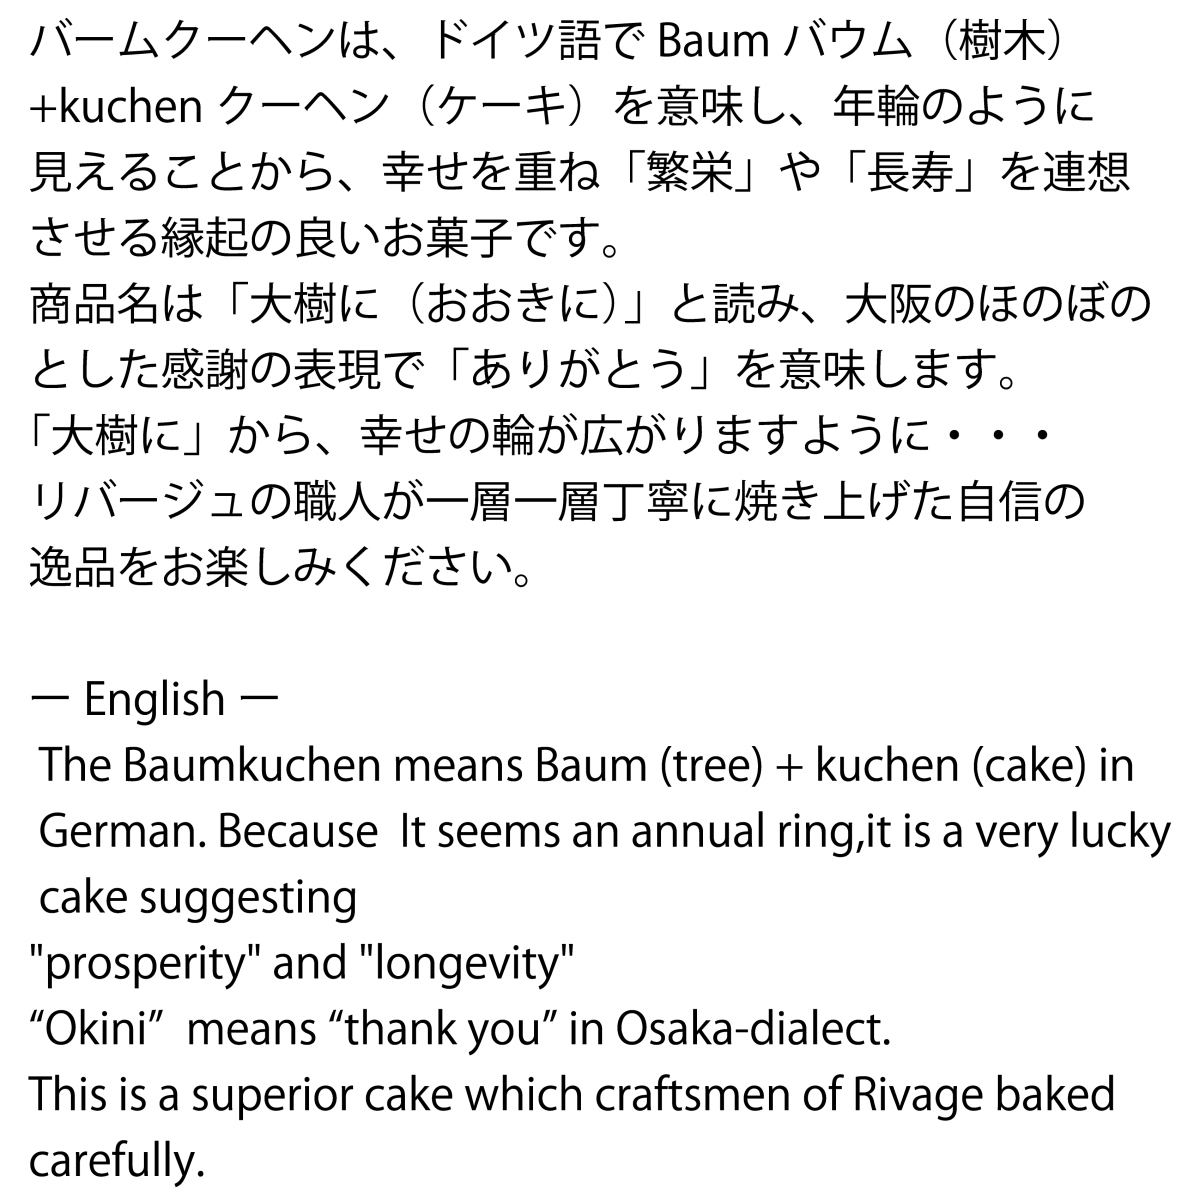 バームクーヘンは、ドイツ語で Baum バウム（樹木）
+kuchen クーヘン（ケーキ）を意味し、年輪のように
見えることから、幸せを重ね「繁栄」や「長寿」を連想
させる縁起の良いお菓子です。
商品名は「大樹に（おおきに）」と読み、大阪のほのぼの
とした感謝の表現で「ありがとう」を意味します。
「大樹に」から、幸せの輪が広がりますように・・・
リバージュの職人が一層一層丁寧に焼き上げた自信の
逸品をお楽しみください。
ー English ー
The Baumkuchen means Baum (tree) + kuchen (cake) in
German. Because  It seems an annual ring,it is a very lucky
cake suggesting
"prosperity" and "longevity"
“Okini”  means “thank you” in Osaka-dialect.
This is a superior cake which craftsmen of Rivage baked
carefully.